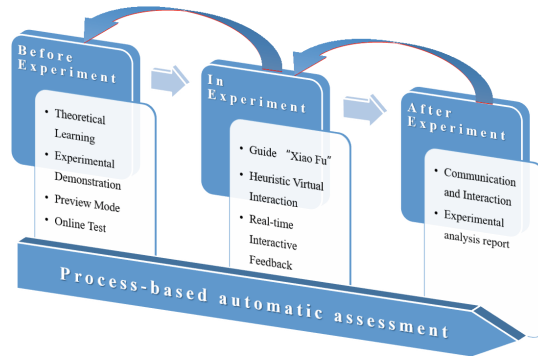 Before
Experiment
• Theoretical
Learning
• Experimental
Demonstration
• Preview Mode
• Online Test
In
Experiment
• Guide “Xiao Fu”
• Heuristic Virtual
Interaction
• Real-time
Interactive
Feedback
After
Experiment
• Communication
and Interaction
• Experimental
analysis report
Process-based automatic assessment